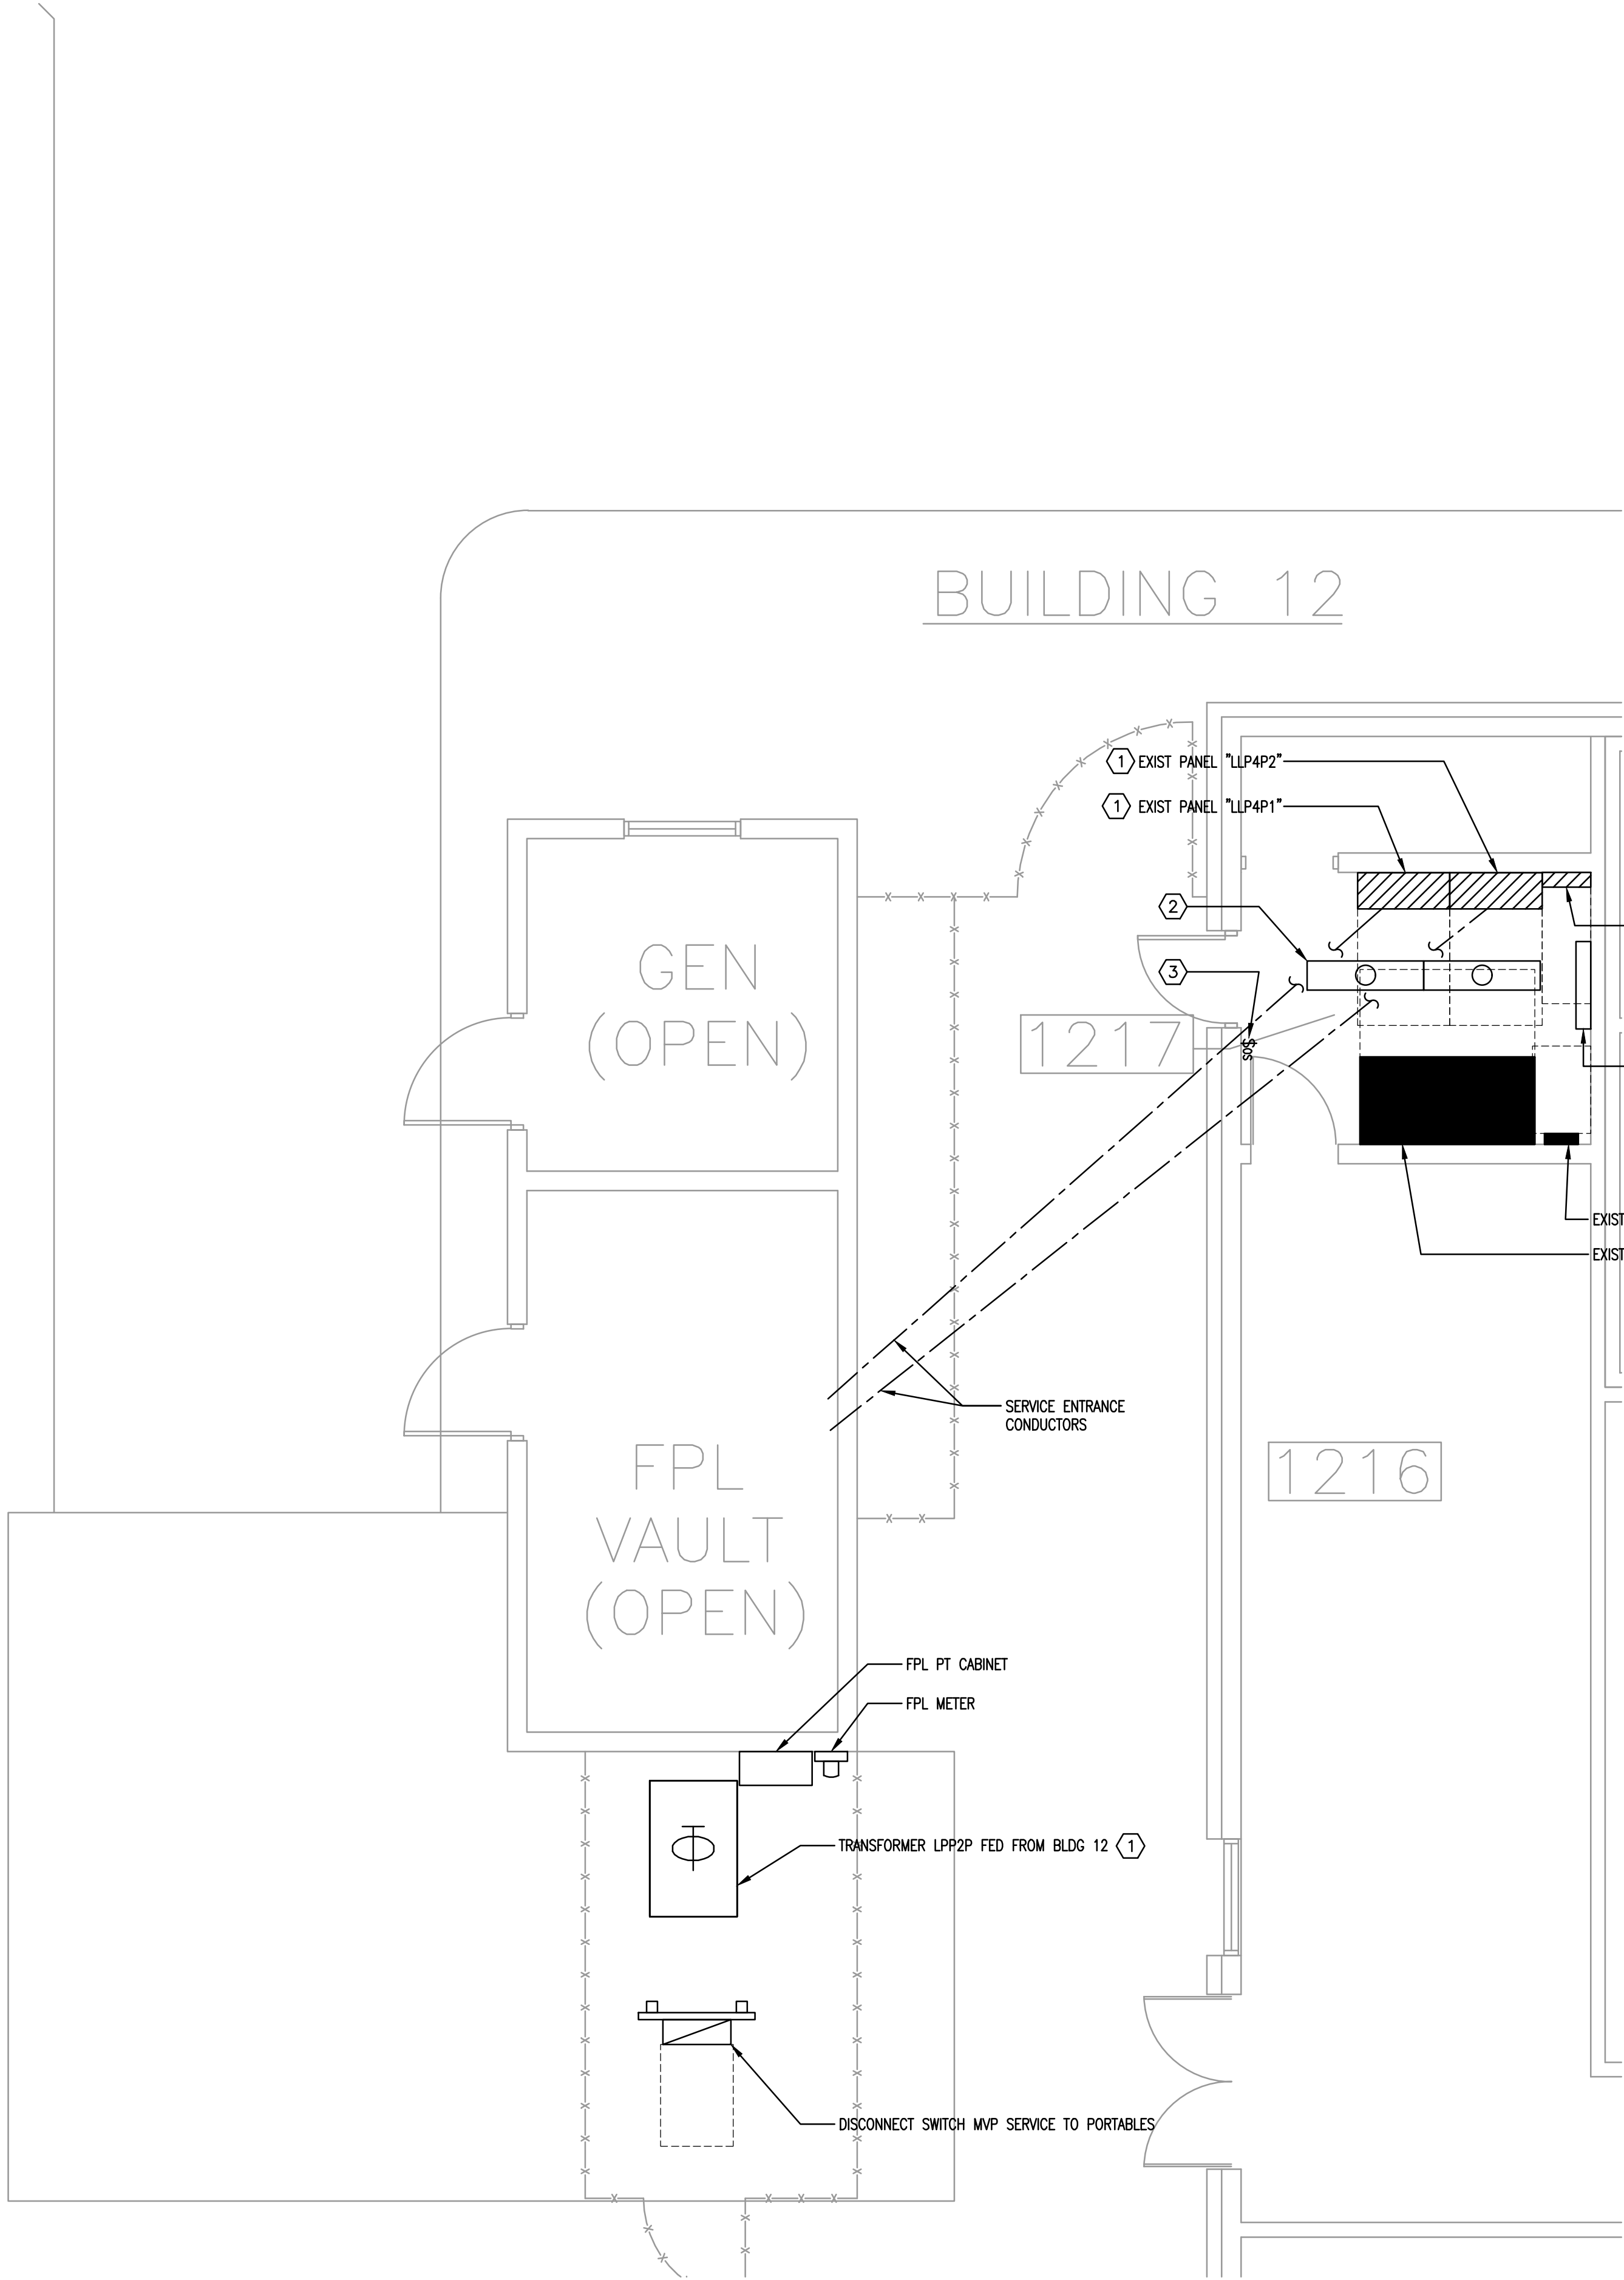 BUILDING 12
1 EXIST PANEL "LLP4P2"
1 EXIST PANEL "LLP4P1"
2
3
GEN
(OPEN)
1217
$os
EXIST
EXIST
SERVICE ENTRANCE
CONDUCTORS
1216
FPL
VAULT
(OPEN)
FPL PT CABINET
FPL METER
TRANSFORMER LPP2P FED FROM BLDG 12 1
DISCONNECT SWITCH MVP SERVICE TO PORTABLES